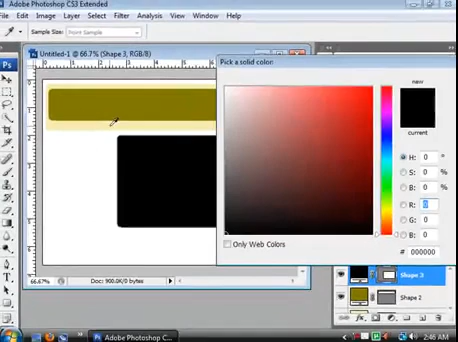 Adobe Photoshop CS3 Extended
File Edit Image Layer Select Filter Analysis View Window Help
Sample Size: Point Sample
Ps
Untitled-1 @ 66.7% (Shape 3, RGB/8)
Pick a solid color:
new
current
H: 0 °
S: 0 %
B: 0 %
R: 0
G: 0
B: 0
# 000000
Only Web Colors
66.67% Doc: 900.0K/0 bytes
Shape 3
Shape 2
fx
Adobe Photoshop CS...
2:46 AM